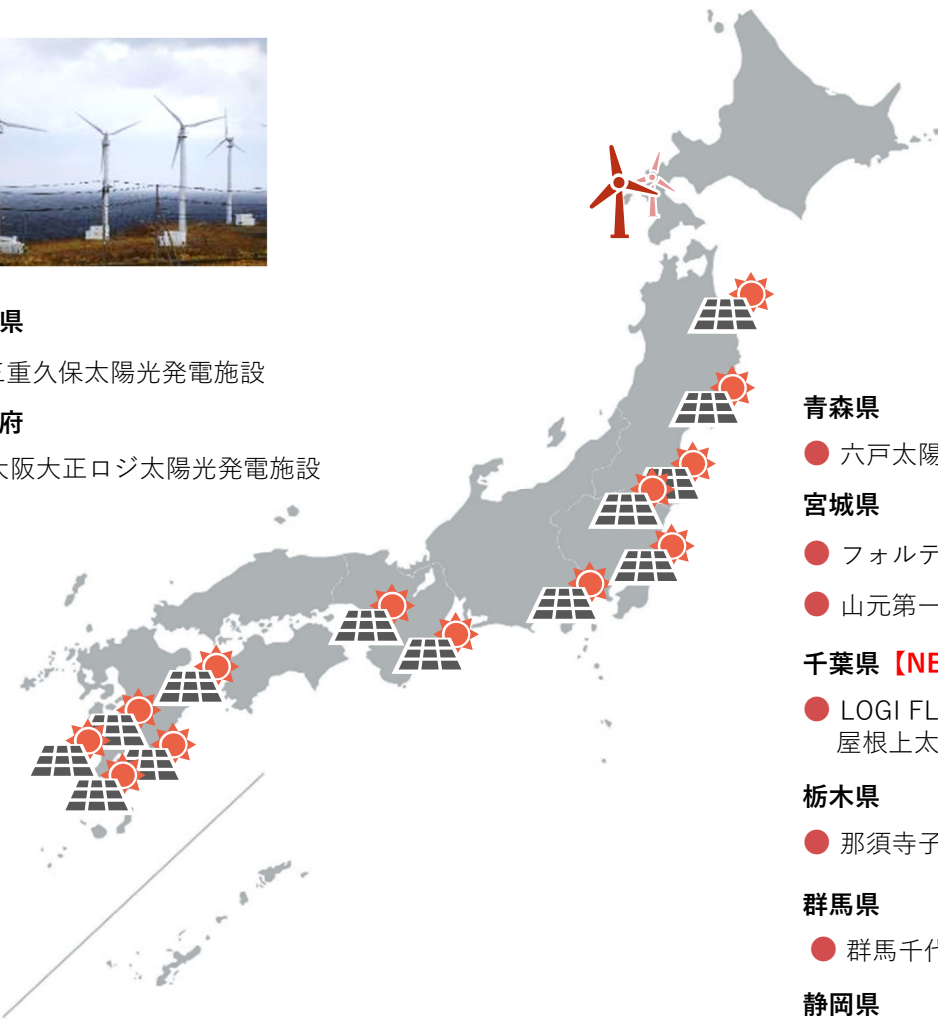 県
三重久保太陽光発電施設
府
大阪大正ロジ太陽光発電施設
青森県
六戸太陽
宮城県
フォルテ
山元第一
千葉県【NE
LOGI FL
屋根上太
栃木県
那須寺子
群馬県
群馬千代
静岡県